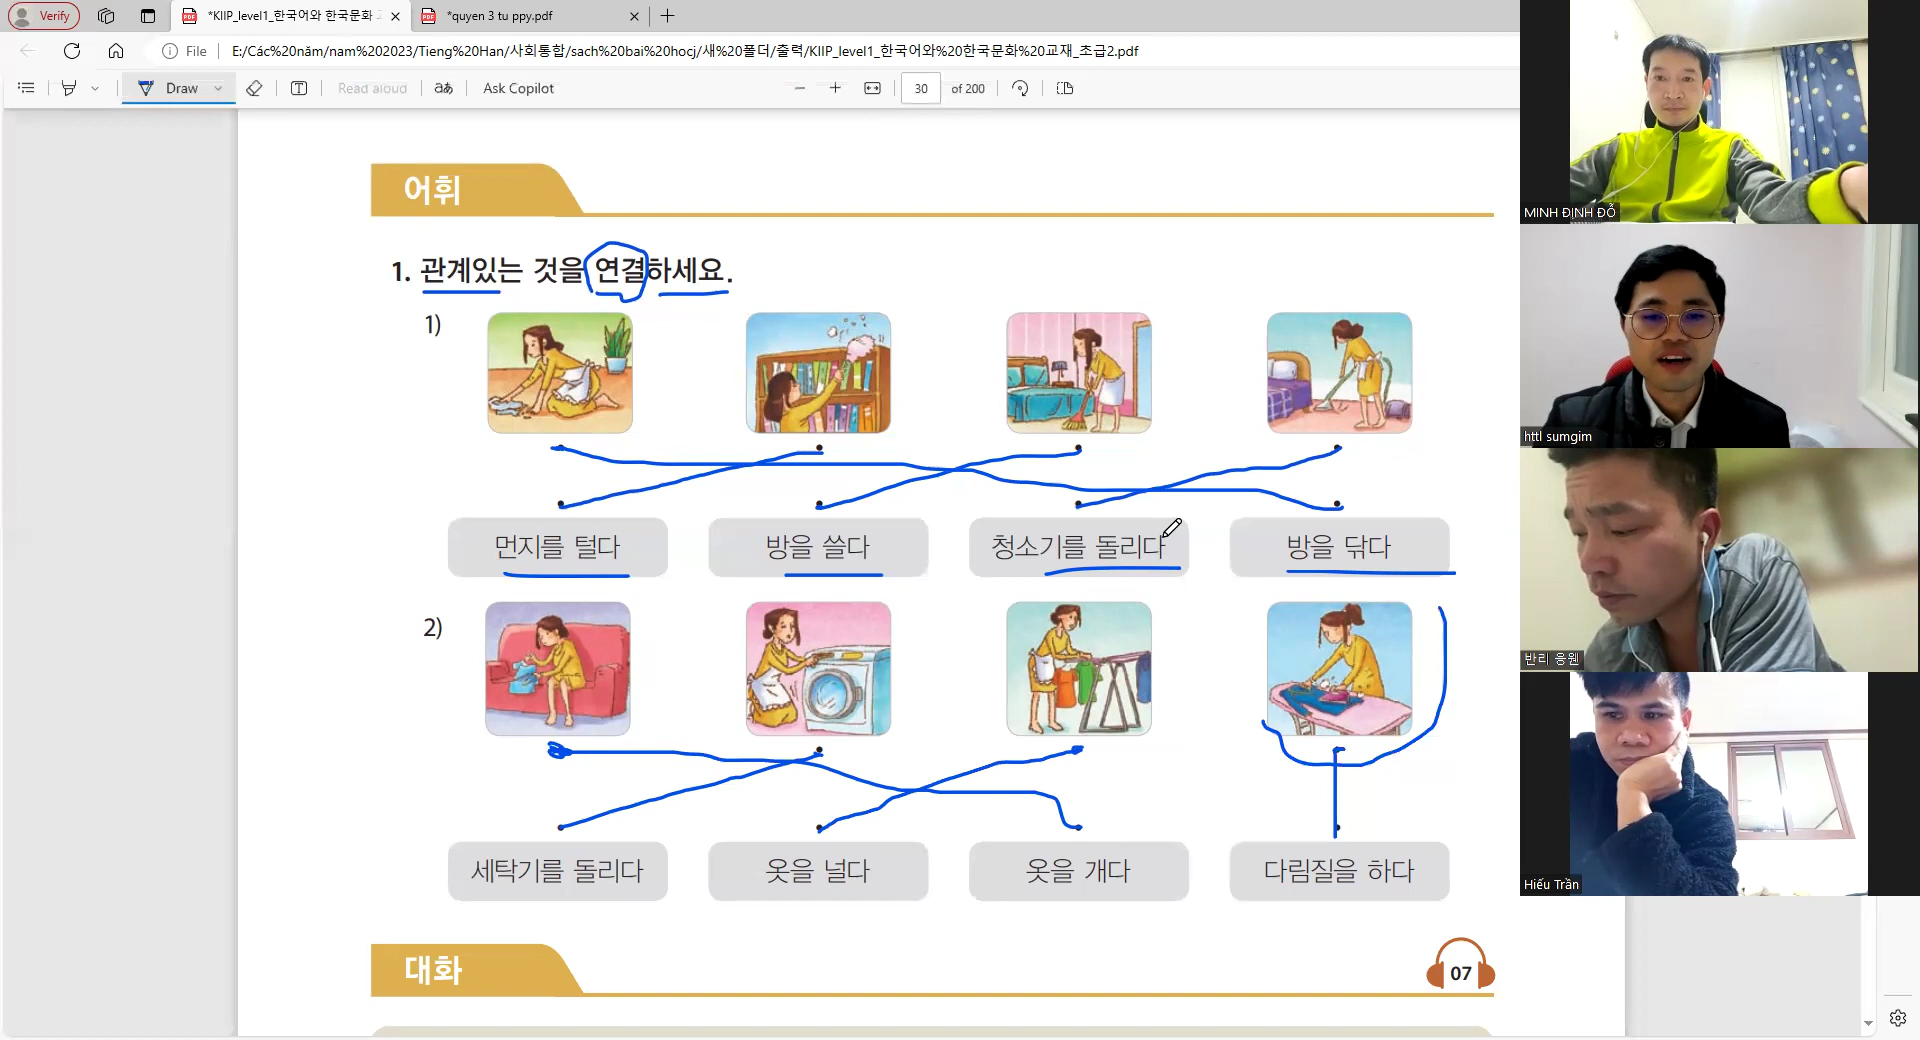 Verify
*KIIP_level1_한국어와 한국문화
*quyen 3 tu ppy.pdf
File
E:/Các%20năm/nam%202023/Tieng%20Han/사회통합/sach%20bai%20hocj/새%20폴더/출력/KIIP_level1_한국어와%20한국문화%20교재_초급2.pdf
Draw
Read aloud
Ask Copilot
30 of 200
어휘
1. 관계있는 것을 연결하세요.
1)
먼지를 털다
방을 쓸다
청소기를 돌리다
방을 닦다
2)
세탁기를 돌리다
옷을 널다
옷을 개다
다림질을 하다
대화
07
MINH ĐỊNH ĐỖ
httl sumgim
반리 응웬
Hiếu Trần